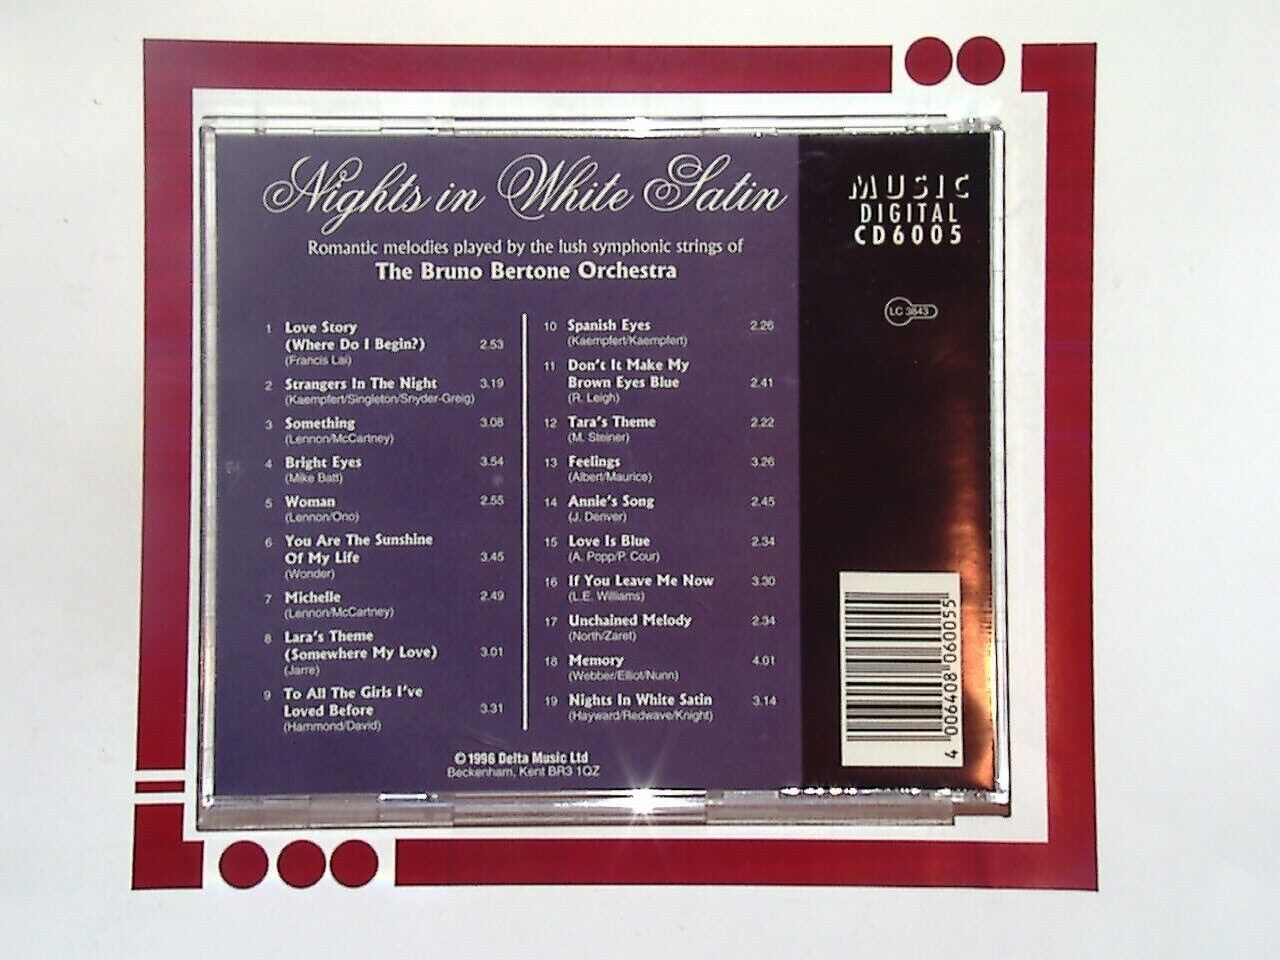 Nights in White Satin
Romantic melodies played by the lush symphonic strings of
The Bruno Bertone Orchestra
1 Love Story
(Where Do I Begin?) 2.53
(Francis Lai)
2 Strangers In The Night 3.19
(Kaempfert/Singleton/Snyder-Greig)
3 Something 3.08
(Lennon/McCartney)
4 Bright Eyes 3.54
(Mike Batt)
5 Woman 2.55
(Lennon/Ono)
6 You Are The Sunshine
Of My Life 3.45
(Wonder)
7 Michelle 2.49
(Lennon/McCartney)
8 Lara's Theme
(Somewhere My Love) 3.01
(Jarre)
9 To All The Girls I've
Loved Before 3.31
(Hammond/David)
10 Spanish Eyes 2.26
(Kaempfert/Kaempfert)
11 Don't It Make My
Brown Eyes Blue 2.41
(R. Leigh)
12 Tara's Theme 2.22
(M. Steiner)
13 Feelings 3.26
(Albert/Maurice)
14 Annie's Song 2.45
(J. Denver)
15 Love Is Blue 2.34
(A. Popp/P. Cour)
16 If You Leave Me Now 3.30
(L.E. Williams)
17 Unchained Melody 2.34
(North/Zaret)
18 Memory 4.01
(Webber/Elliot/Nunn)
19 Nights In White Satin 3.14
(Hayward/Redwave/Knight)
©1996 Delta Music Ltd
Beckenham, Kent BR3 1QZ
MUSIC
DIGITAL
CD6005
LC 3843
4 006408 060055